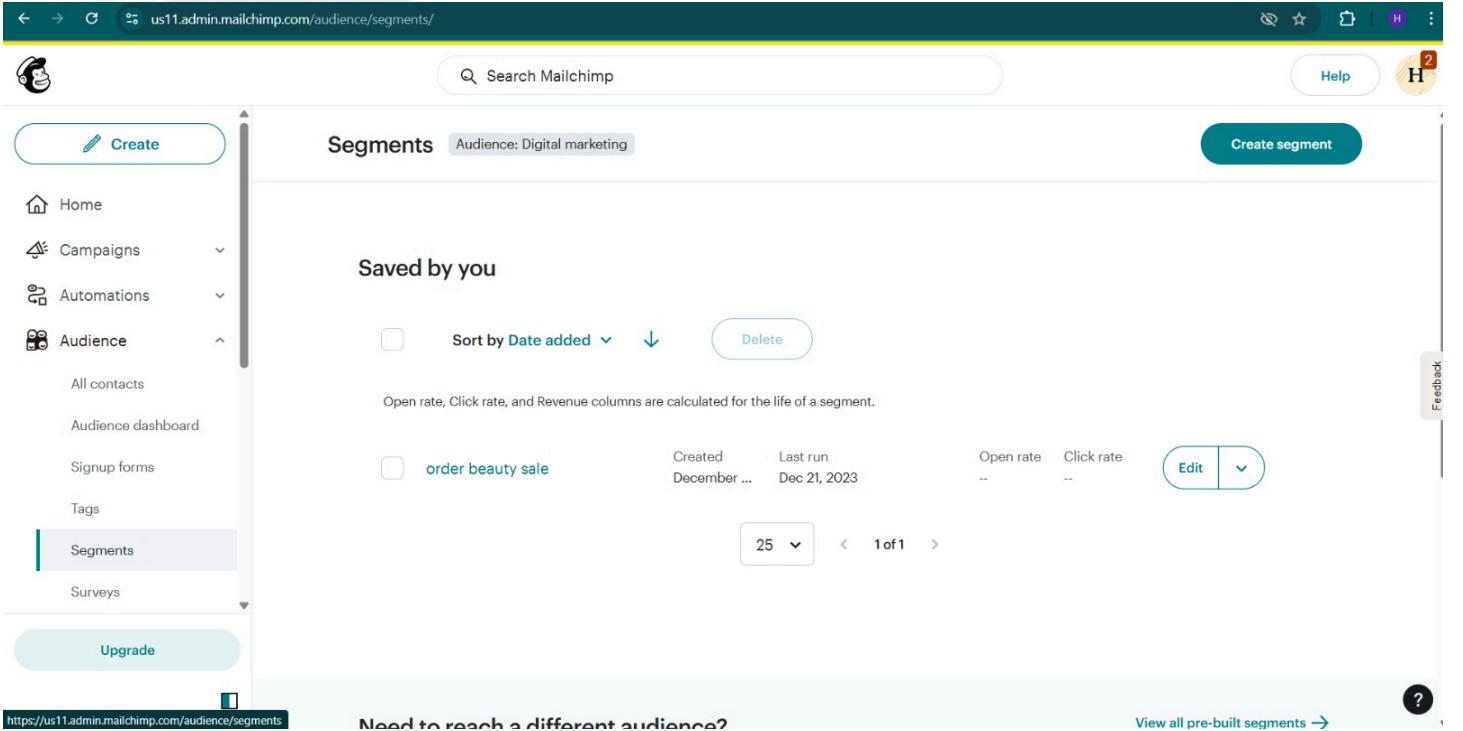 us11.admin.mailchimp.com/audience/segments/
H
Search Mailchimp
Help
H
2
Create
Segments
Audience: Digital marketing
Create segment
Home
Campaigns
Automations
Audience
All contacts
Audience dashboard
Signup forms
Tags
Segments
Surveys
Upgrade
Saved by you
Sort by Date added
Delete
Open rate, Click rate, and Revenue columns are calculated for the life of a segment.
order beauty sale
Created
December ...
Last run
Dec 21, 2023
Open rate
--
Click rate
--
Edit
25
1 of 1
Feedback
?
https://us11.admin.mailchimp.com/audience/segments
Need to reach a different audience?
View all pre-built segments →